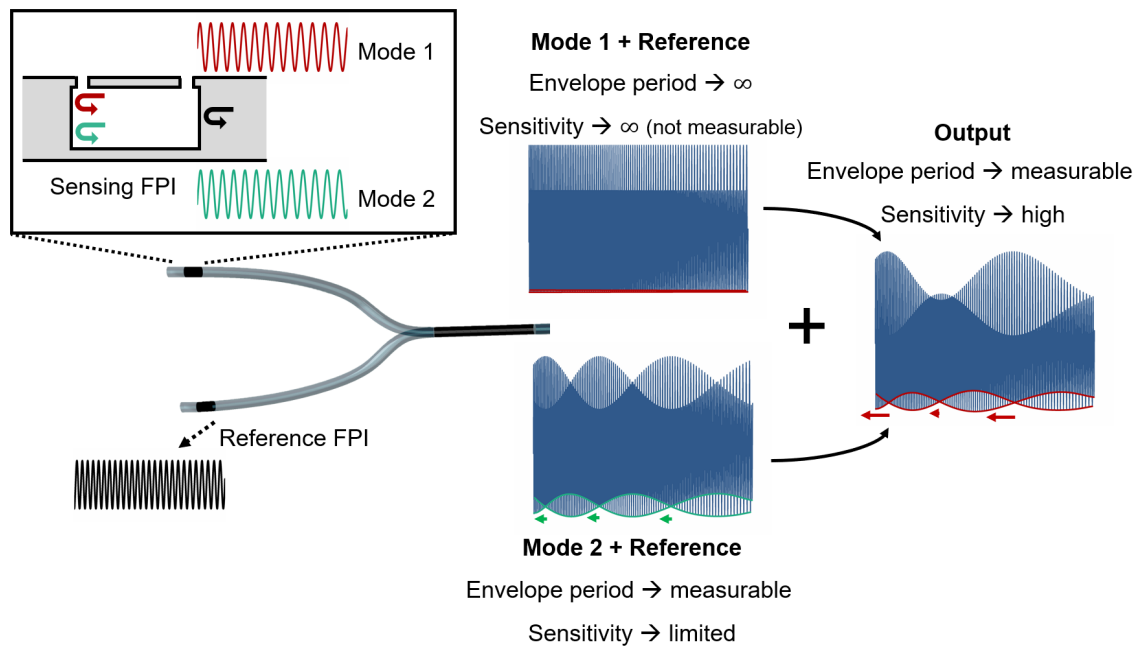 Mode 1
Sensing FPI
Mode 2
Reference FPI
Mode 1 + Reference
Envelope period → ∞
Sensitivity → ∞ (not measurable)
Mode 2 + Reference
Envelope period → measurable
Sensitivity → limited
+
Output
Envelope period → measurable
Sensitivity → high